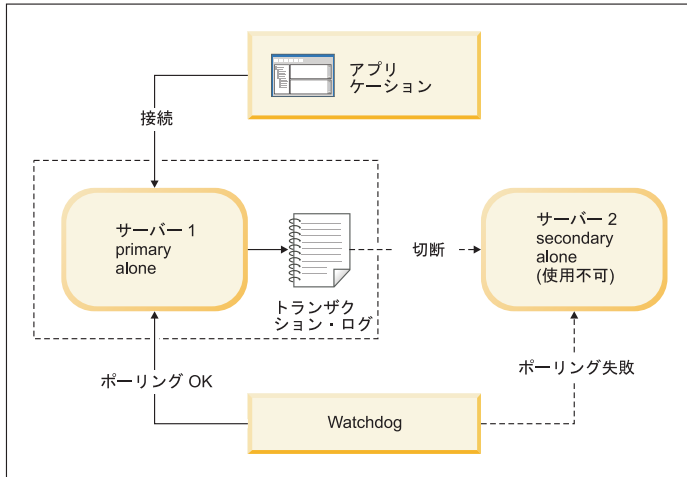 アプリ
ケーション
接続
サーバー 1
primary
alone
トランザク
ション・ログ
切断
サーバー 2
secondary
alone
(使用不可)
ポーリング OK
ポーリング失敗
Watchdog